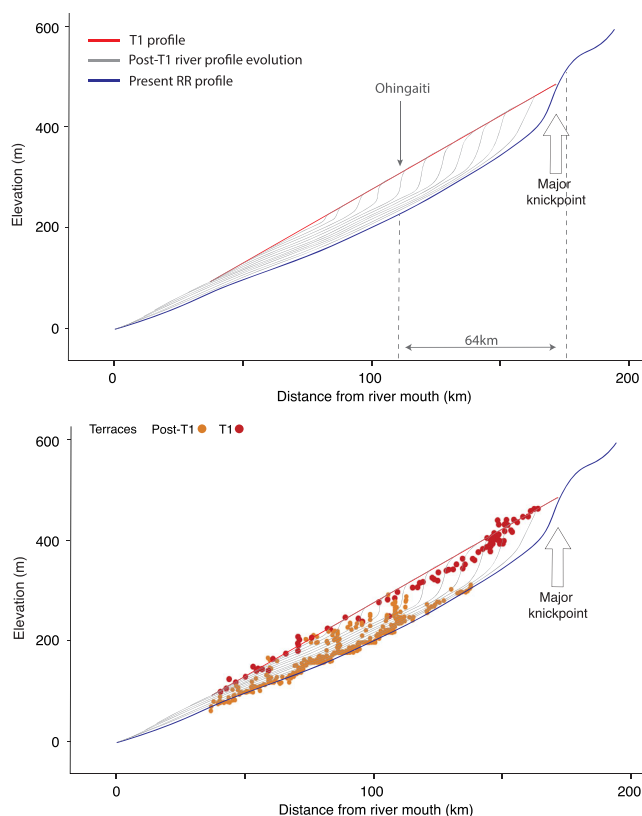 600
T1 profile
Post-T1 river profile evolution
Present RR profile
Ohingaiti
400
Elevation (m)
Major
knickpoint
200
0
64km
0
100
200
Distance from river mouth (km)
600
Terraces Post-T1 T1
400
Elevation (m)
Major
knickpoint
200
0
0
100
200
Distance from river mouth (km)